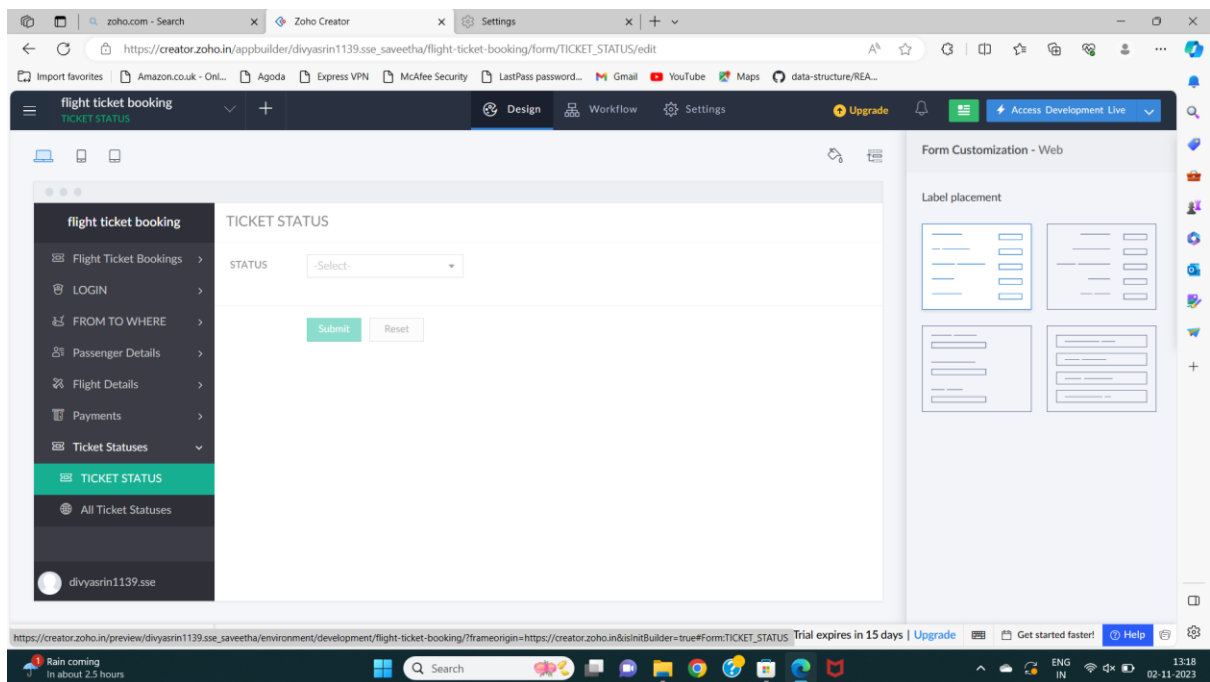 zoho.com - Search
Zoho Creator
Settings
https://creator.zoho.in/appbuilder/divyasrin1139.sse_saveetha/flight-ticket-booking/form/TICKET_STATUS/edit
Import favorites Amazon.co.uk - Onl... Agoda Express VPN McAfee Security LastPass password... Gmail YouTube Maps data-structure/REA...
flight ticket booking
TICKET STATUS
Design Workflow Settings Upgrade Access Development Live
Form Customization - Web
Label placement
flight ticket booking
Flight Ticket Bookings
LOGIN
FROM TO WHERE
Passenger Details
Flight Details
Payments
Ticket Statuses
TICKET STATUS
All Ticket Statuses
divyasrin1139.sse
TICKET STATUS
STATUS -Select-
Submit Reset
https://creator.zoho.in/preview/divyasrin1139.sse_saveetha/environment/development/flight-ticket-booking/?frameorigin=https://creator.zoho.in&isInitBuilder=true#Form:TICKET_STATUS
Trial expires in 15 days | Upgrade Get started faster! Help
1
Rain coming
In about 2.5 hours
Search
ENG
IN
13:18
02-11-2023